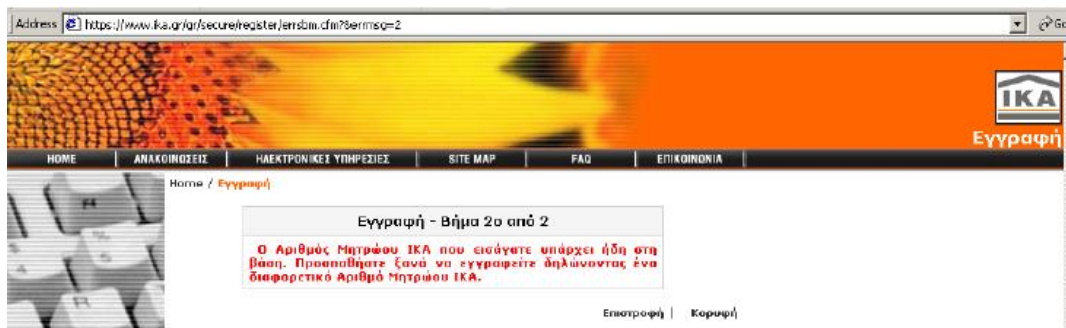 Address https://www.ika.gr/gr/secure/register/errsbm.cfm?&errmsg=2 Go
IKA
Εγγραφή
HOME ΑΝΑΚΟΙΝΩΣΕΙΣ ΗΛΕΚΤΡΟΝΙΚΕΣ ΥΠΗΡΕΣΙΕΣ SITE MAP FAQ ΕΠΙΚΟΙΝΩΝΙΑ
Home / Εγγραφή
Εγγραφή - Βήμα 2ο από 2
Ο Αριθμός Μητρώου ΙΚΑ που εισάγατε υπάρχει ήδη στη
βάση. Προσπαθήστε ξανά να εγγραφείτε δηλώνοντας ένα
διαφορετικό Αριθμό Μητρώου ΙΚΑ.
Επιστροφή | Κορυφή